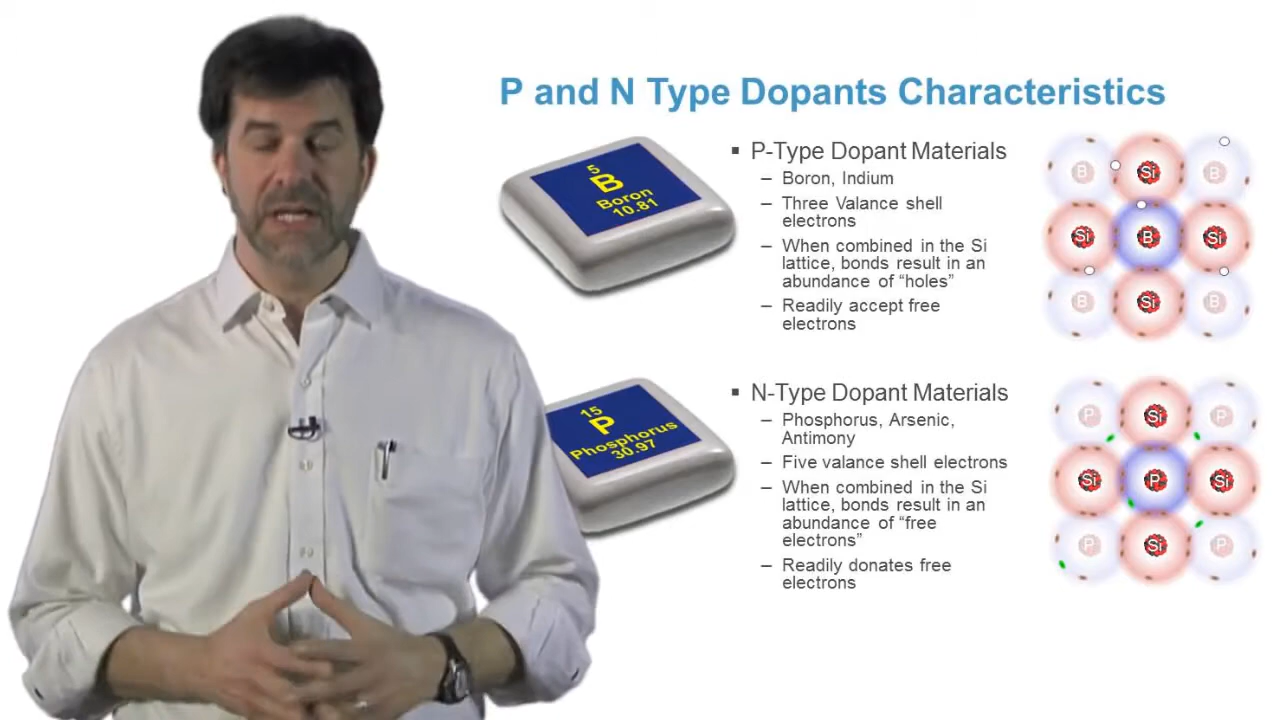 P and N Type Dopants Characteristics
5
B
Boron
10.81
▪ P-Type Dopant Materials
– Boron, Indium
– Three Valance shell
electrons
– When combined in the Si
lattice, bonds result in an
abundance of “holes”
– Readily accept free
electrons
B Si B
Si B Si
B Si B
15
P
Phosphorus
30.97
▪ N-Type Dopant Materials
– Phosphorus, Arsenic,
Antimony
– Five valance shell electrons
– When combined in the Si
lattice, bonds result in an
abundance of “free
electrons”
– Readily donates free
electrons
P Si P
Si P Si
P Si P